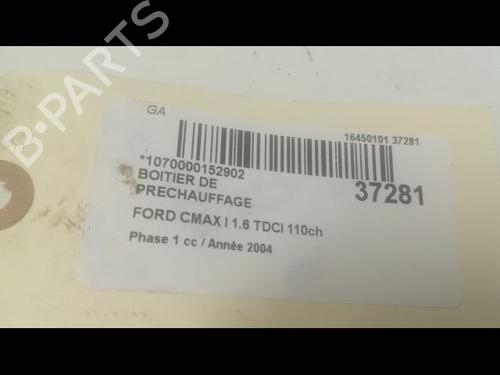 B-PARTS
GA
16450101 37281
*1070000152902
BOITIER DE
PRECHAUFFAGE
37281
FORD CMAX I 1.6 TDCI 110ch
Phase 1 cc / Année 2004